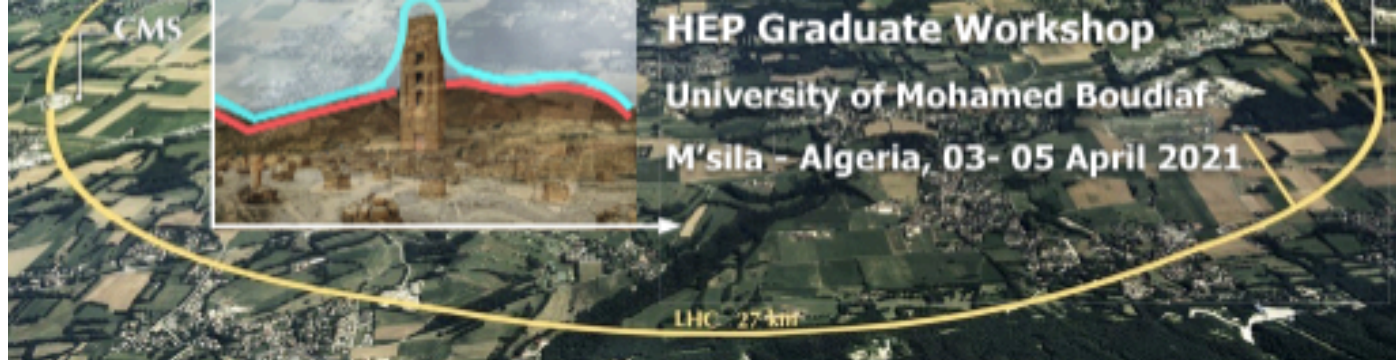 CMS
HEP Graduate Workshop
University of Mohamed Boudiaf
M'sila - Algeria, 03- 05 April 2021
LHC 27 km